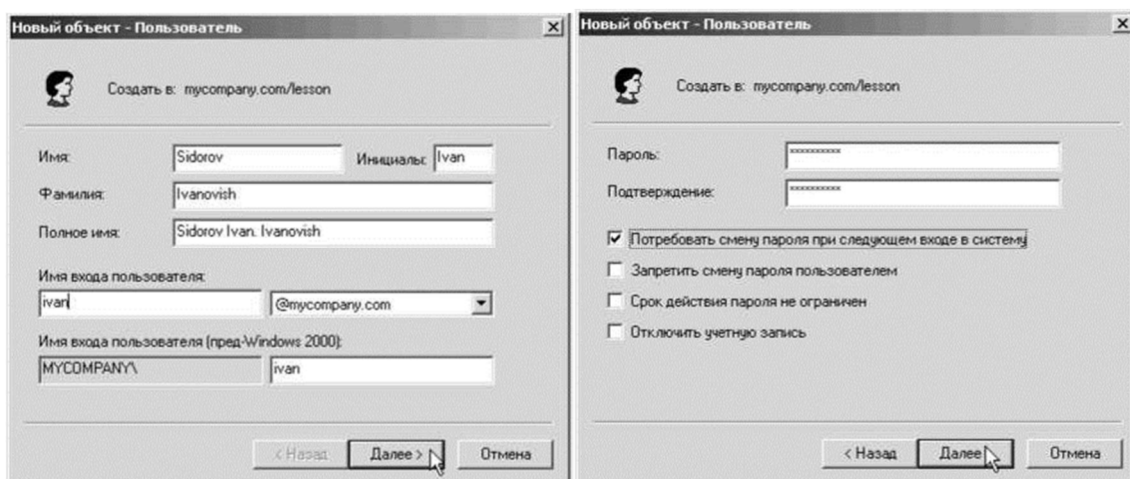 Новый объект - Пользователь
Создать в: mycompany.com/lesson
Имя: Sidorov Инициалы: Ivan
Фамилия: Ivanovish
Полное имя: Sidorov Ivan. Ivanovish
Имя входа пользователя:
ivan @mycompany.com
Имя входа пользователя (пред-Windows 2000):
MYCOMPANY\ ivan
< Назад Далее > Отмена
Новый объект - Пользователь
Создать в: mycompany.com/lesson
Пароль: xxxxxxxxxx
Подтверждение: xxxxxxxxxx
Потребовать смену пароля при следующем входе в систему
Запретить смену пароля пользователем
Срок действия пароля не ограничен
Отключить учетную запись
< Назад Далее Отмена